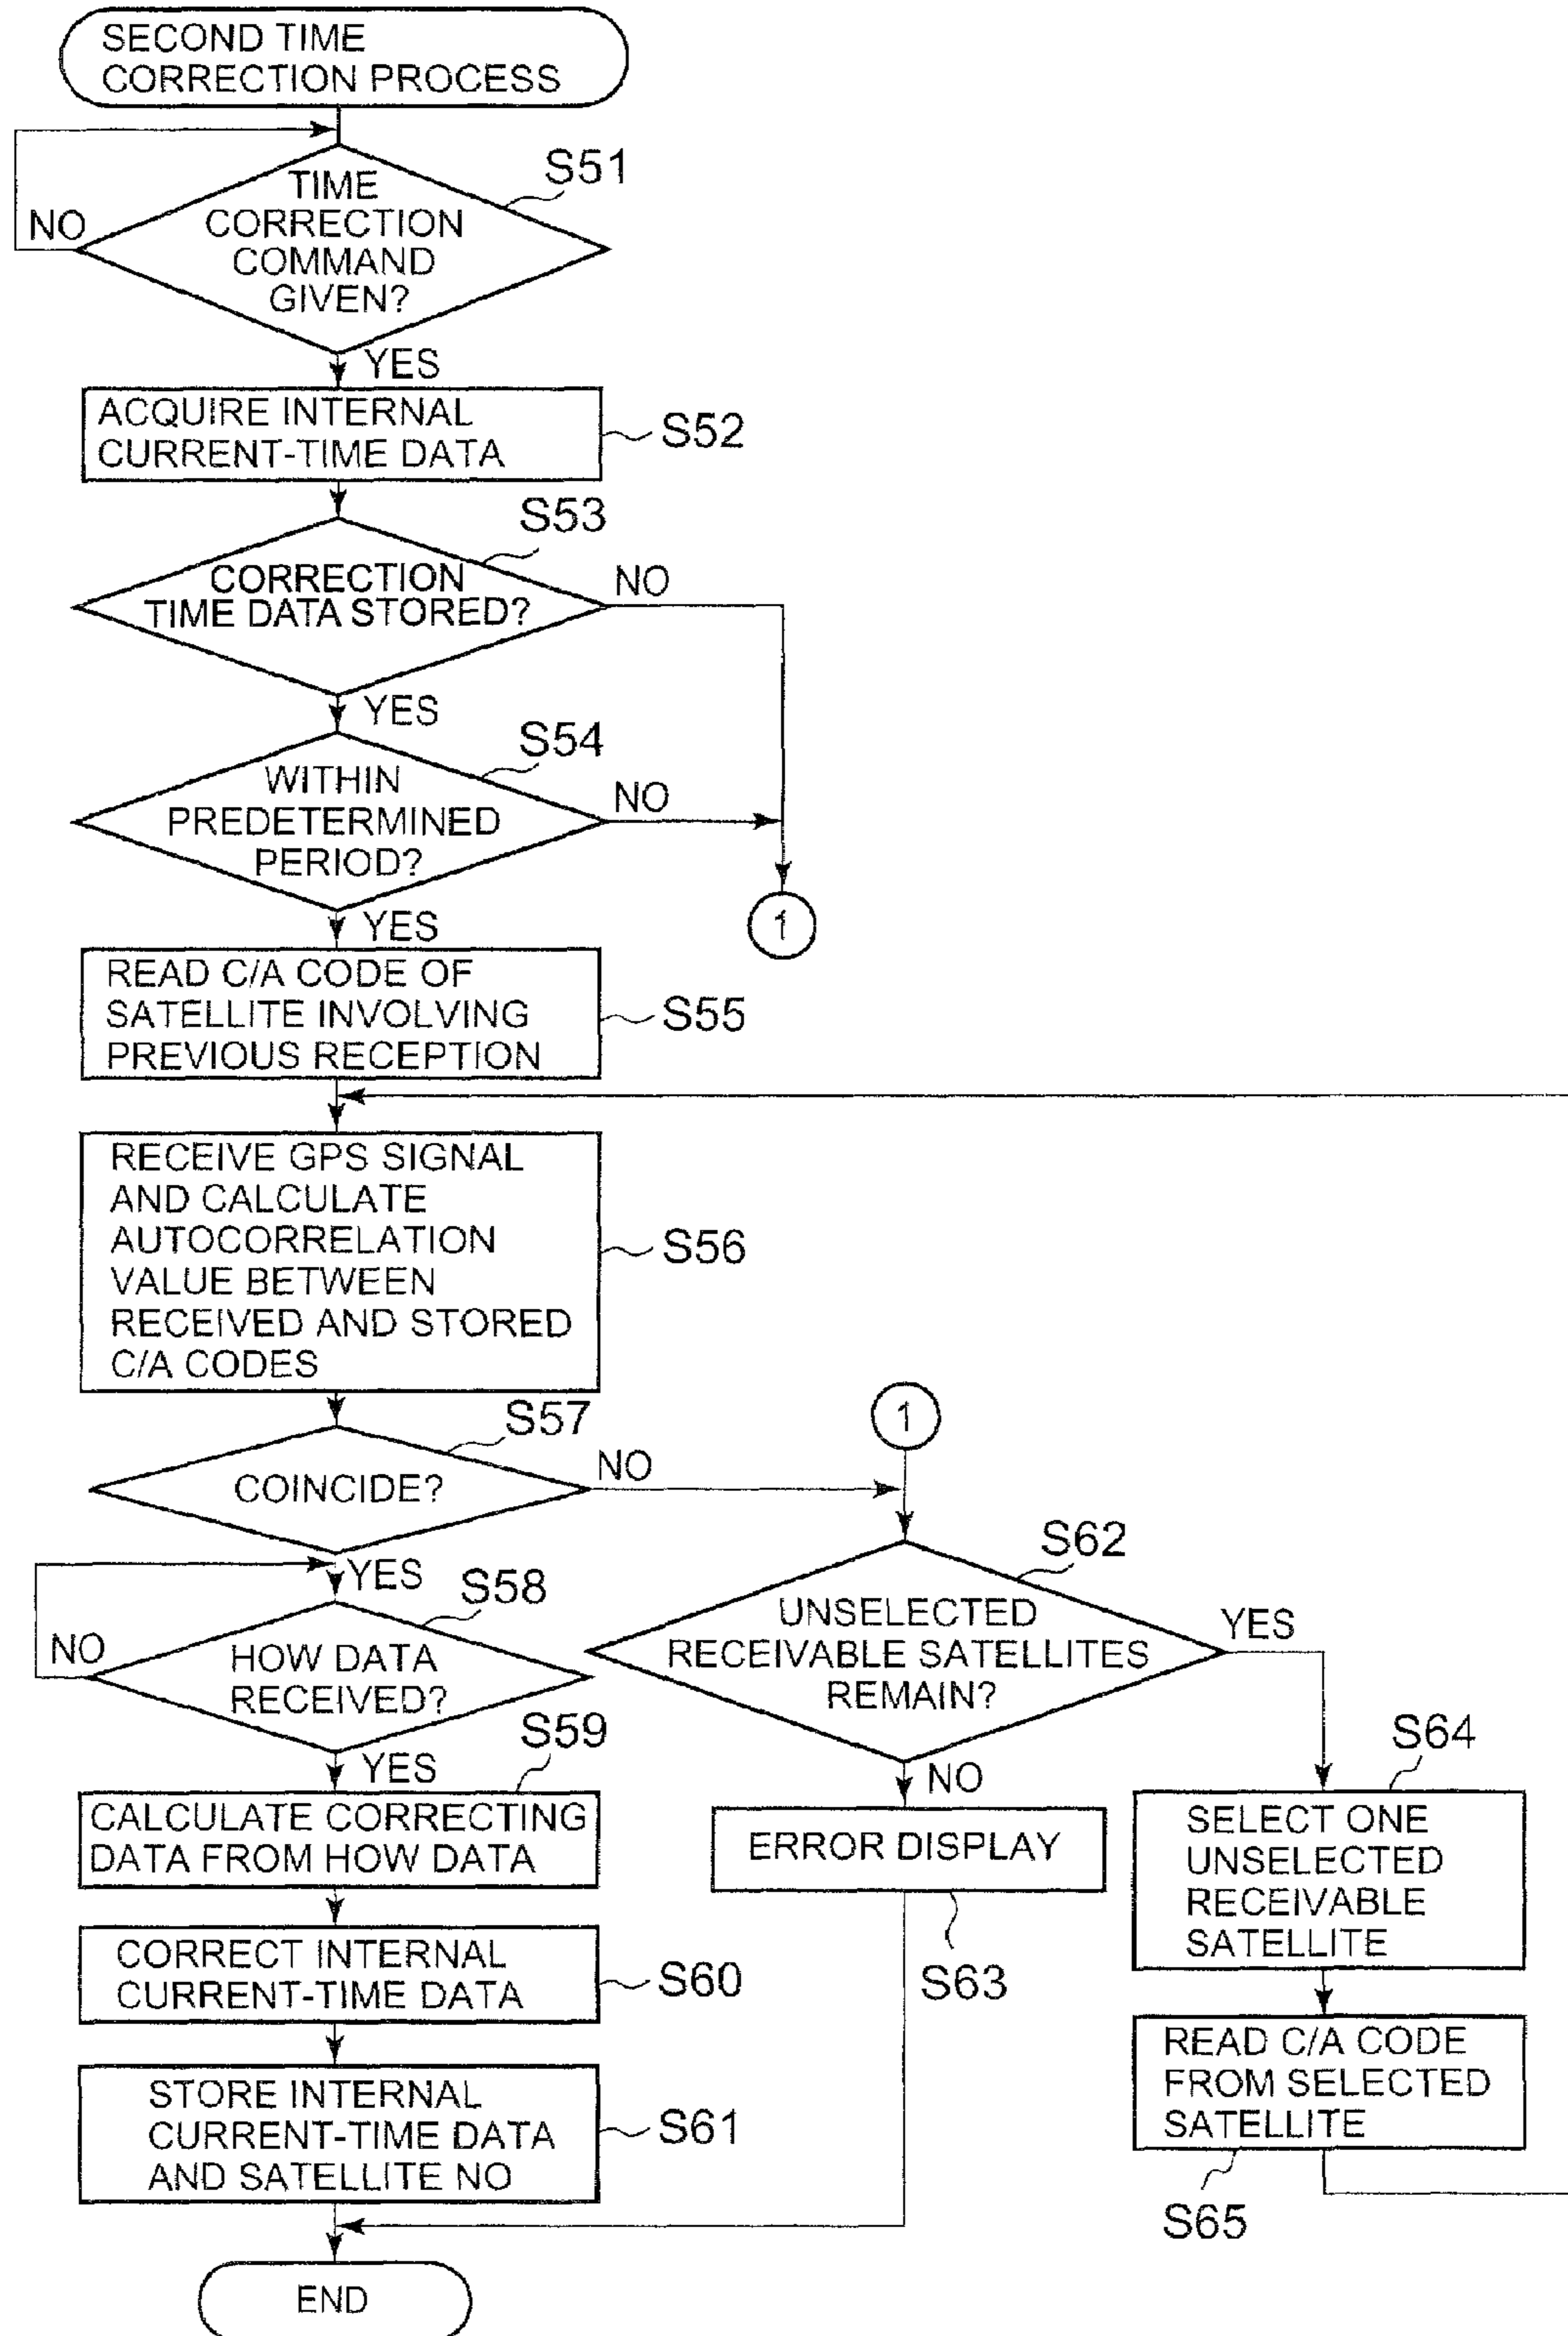 SECOND TIME
CORRECTION PROCESS
S51
TIME
CORRECTION
COMMAND
GIVEN?
NO
YES
ACQUIRE INTERNAL
CURRENT-TIME DATA
S52
S53
CORRECTION
TIME DATA STORED?
NO
YES
S54
WITHIN
PREDETERMINED
PERIOD?
NO
YES
1
READ C/A CODE OF
SATELLITE INVOLVING
PREVIOUS RECEPTION
S55
RECEIVE GPS SIGNAL
AND CALCULATE
AUTOCORRELATION
VALUE BETWEEN
RECEIVED AND STORED
C/A CODES
S56
S57
COINCIDE?
NO
YES
1
S58
HOW DATA
RECEIVED?
NO
YES
S59
CALCULATE CORRECTING
DATA FROM HOW DATA
CORRECT INTERNAL
CURRENT-TIME DATA
S60
STORE INTERNAL
CURRENT-TIME DATA
AND SATELLITE NO
S61
END
S62
UNSELECTED
RECEIVABLE SATELLITES
REMAIN?
YES
NO
ERROR DISPLAY
S63
S64
SELECT ONE
UNSELECTED
RECEIVABLE
SATELLITE
READ C/A CODE
FROM SELECTED
SATELLITE
S65